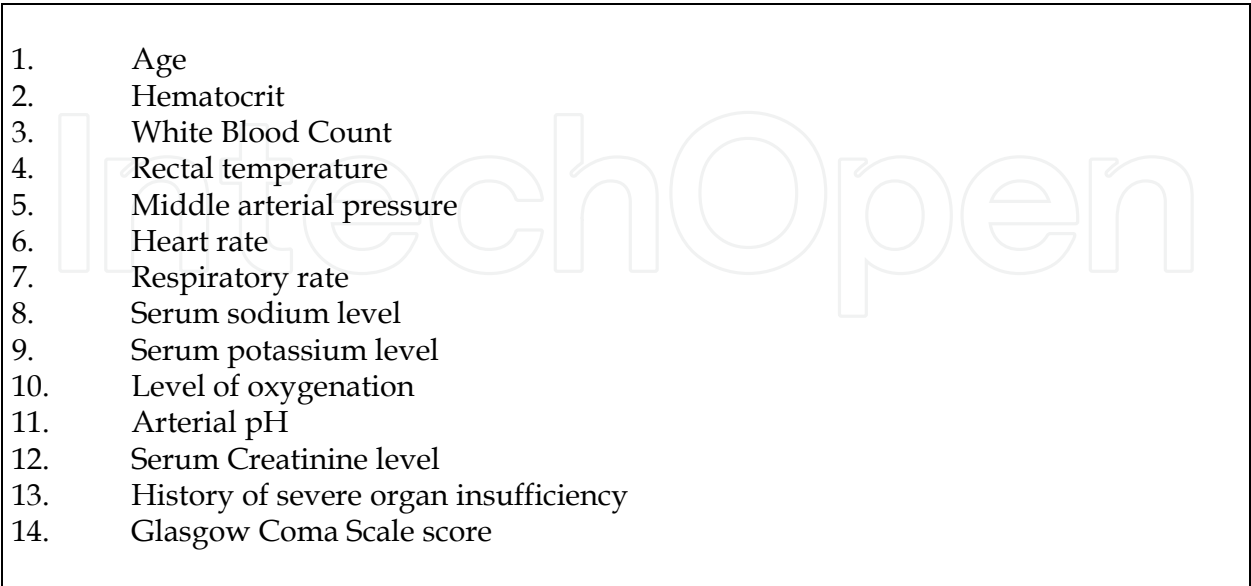 1. Age
2. Hematocrit
3. White Blood Count
4. Rectal temperature
5. Middle arterial pressure
6. Heart rate
7. Respiratory rate
8. Serum sodium level
9. Serum potassium level
10. Level of oxygenation
11. Arterial pH
12. Serum Creatinine level
13. History of severe organ insufficiency
14. Glasgow Coma Scale score
IntechOpen